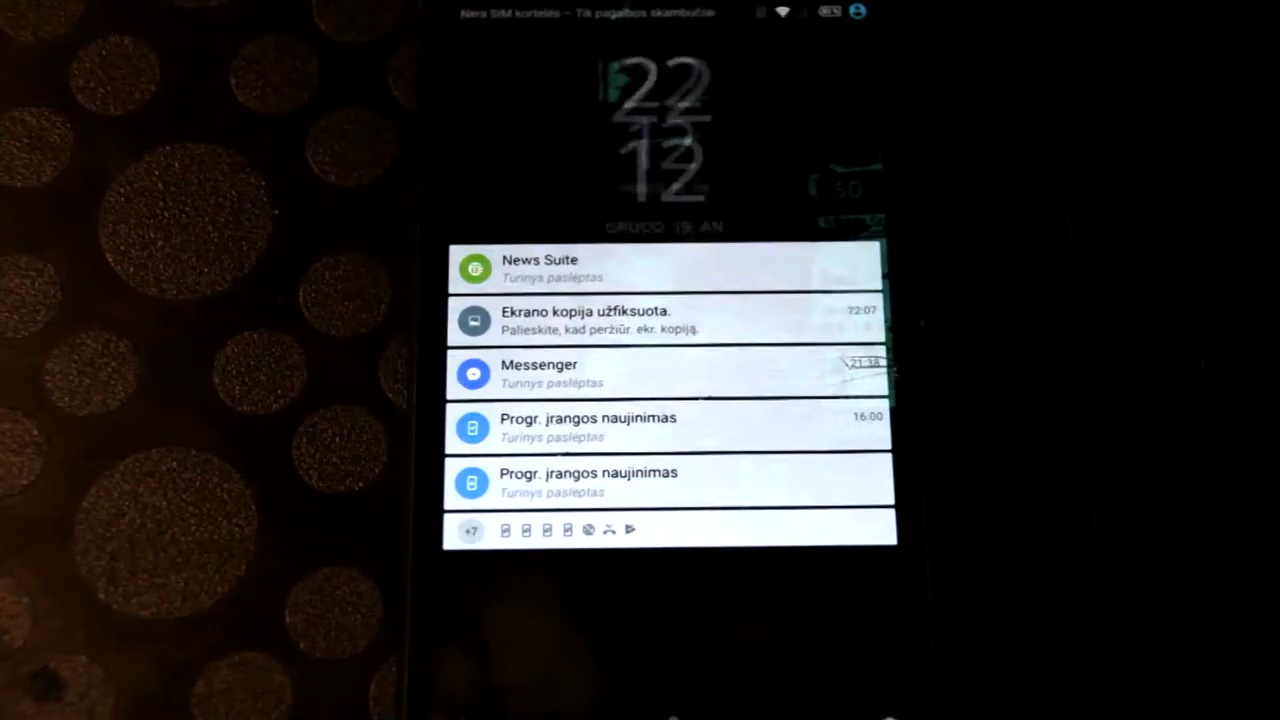 Nėra SIM kortelės – Tik pagalbos skambučiai
22
12
GRUOD. 19, AN
50
News Suite
Turinys paslėptas
Ekrano kopija užfiksuota.
22:07
Palieskite, kad peržiūr. ekr. kopiją.
Messenger
21:38
Turinys paslėptas
Progr. įrangos naujinimas
16:00
Turinys paslėptas
Progr. įrangos naujinimas
Turinys paslėptas
+7